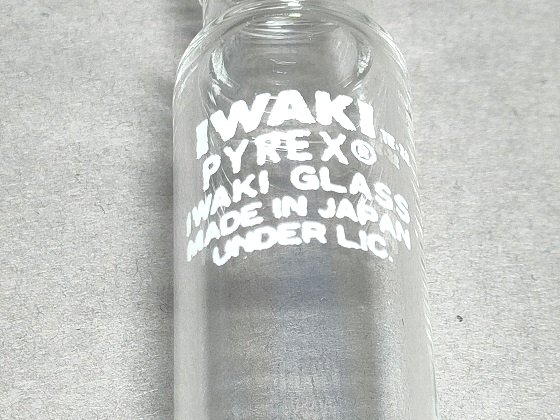 IWAKI
PYREX®
IWAKI GLASS
MADE IN JAPAN
UNDER LIC.